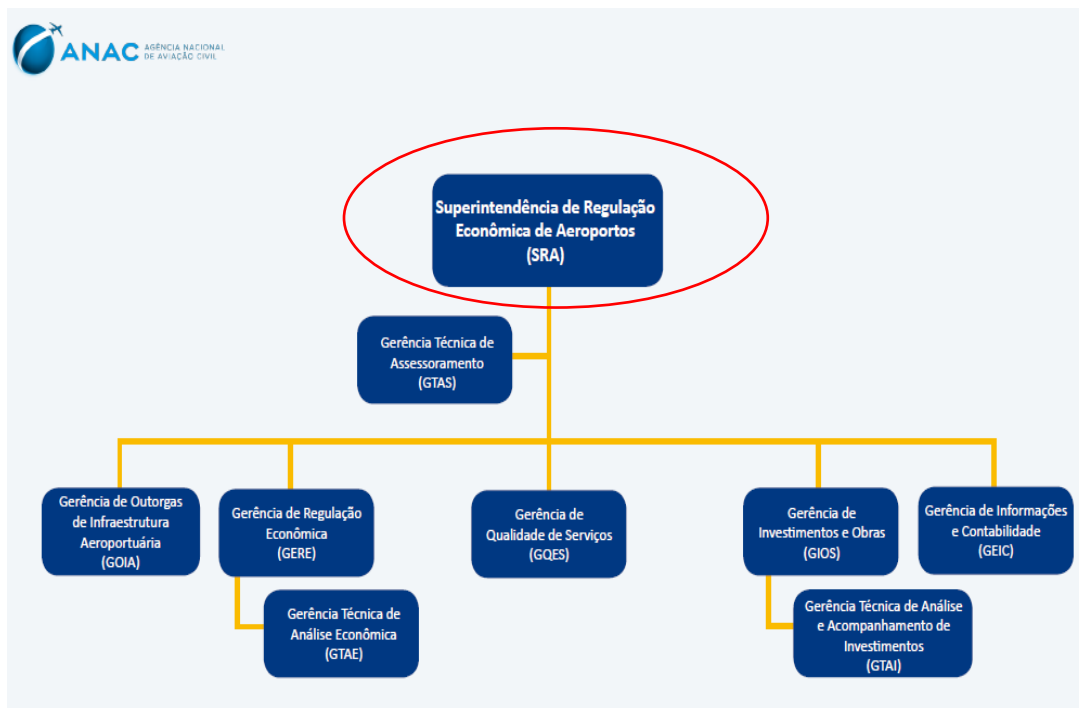 ANAC
AGÊNCIA NACIONAL
DE AVIAÇÃO CIVIL
Superintendência de Regulação
Econômica de Aeroportos
(SRA)
Gerência Técnica de
Assessoramento
(GTAS)
Gerência de Outorgas
de Infraestrutura
Aeroportuária
(GOIA)
Gerência de Regulação
Econômica
(GERE)
Gerência de
Qualidade de Serviços
(GQES)
Gerência de
Investimentos e Obras
(GIOS)
Gerência de Informações
e Contabilidade
(GEIC)
Gerência Técnica de
Análise Econômica
(GTAE)
Gerência Técnica de Análise
e Acompanhamento de
Investimentos
(GTAI)